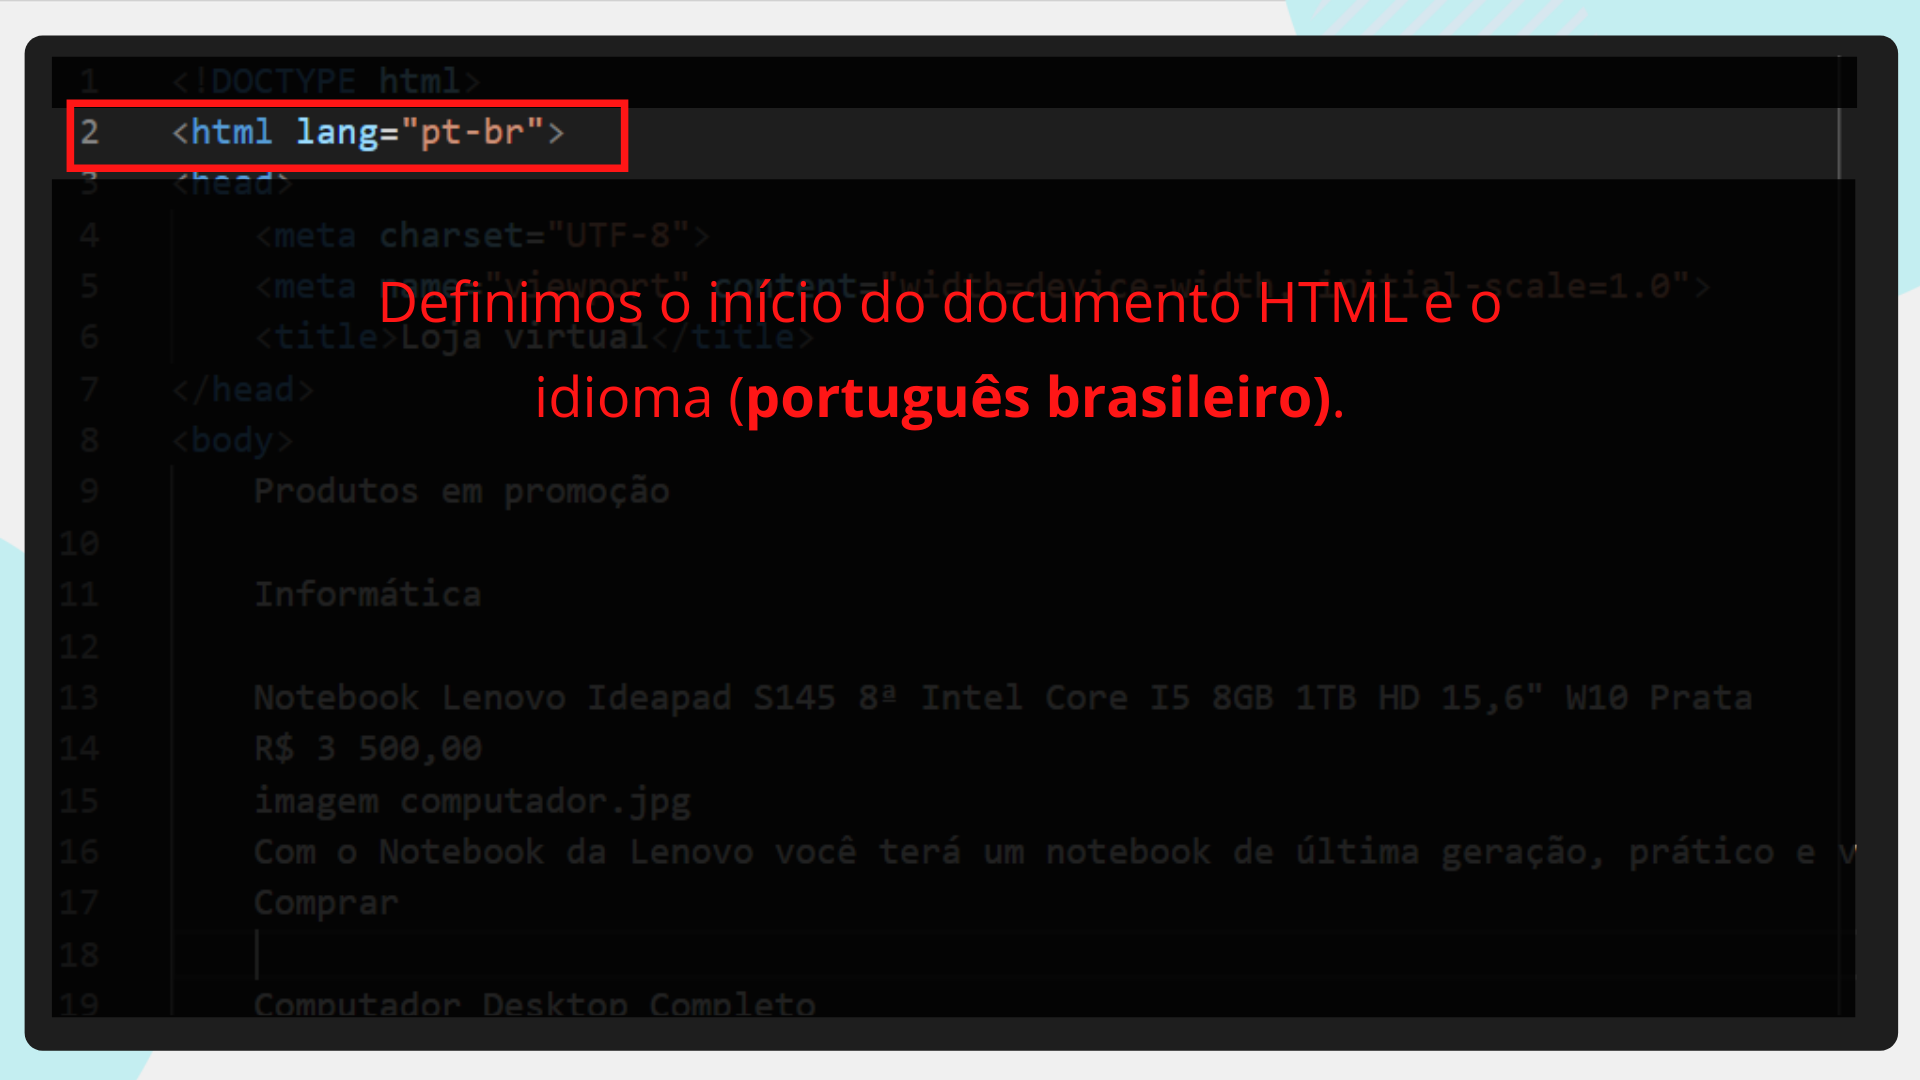 1 <!DOCTYPE html>
2 <html lang="pt-br">
3 <head>
4 <meta charset="UTF-8">
5 <meta name="viewport" content="width=device-width, initial-scale=1.0">
Definimos o início do documento HTML e o
6 <title>Loja virtual</title>
idioma (português brasileiro).
7 </head>
8 <body>
9 Produtos em promoção
10
11 Informática
12
13 Notebook Lenovo Ideapad S145 8ª Intel Core I5 8GB 1TB HD 15,6" W10 Prata
14 R$ 3 500,00
15 imagem computador.jpg
16 Com o Notebook da Lenovo você terá um notebook de última geração, prático e v
17 Comprar
18
19 Computador Desktop Completo